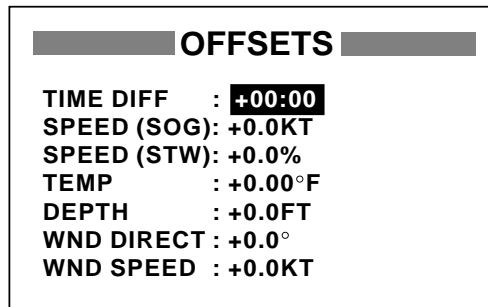 OFFSETS
TIME DIFF : +00:00
SPEED (SOG): +0.0KT
SPEED (STW): +0.0%
TEMP : +0.00°F
DEPTH : +0.0FT
WND DIRECT : +0.0°
WND SPEED : +0.0KT